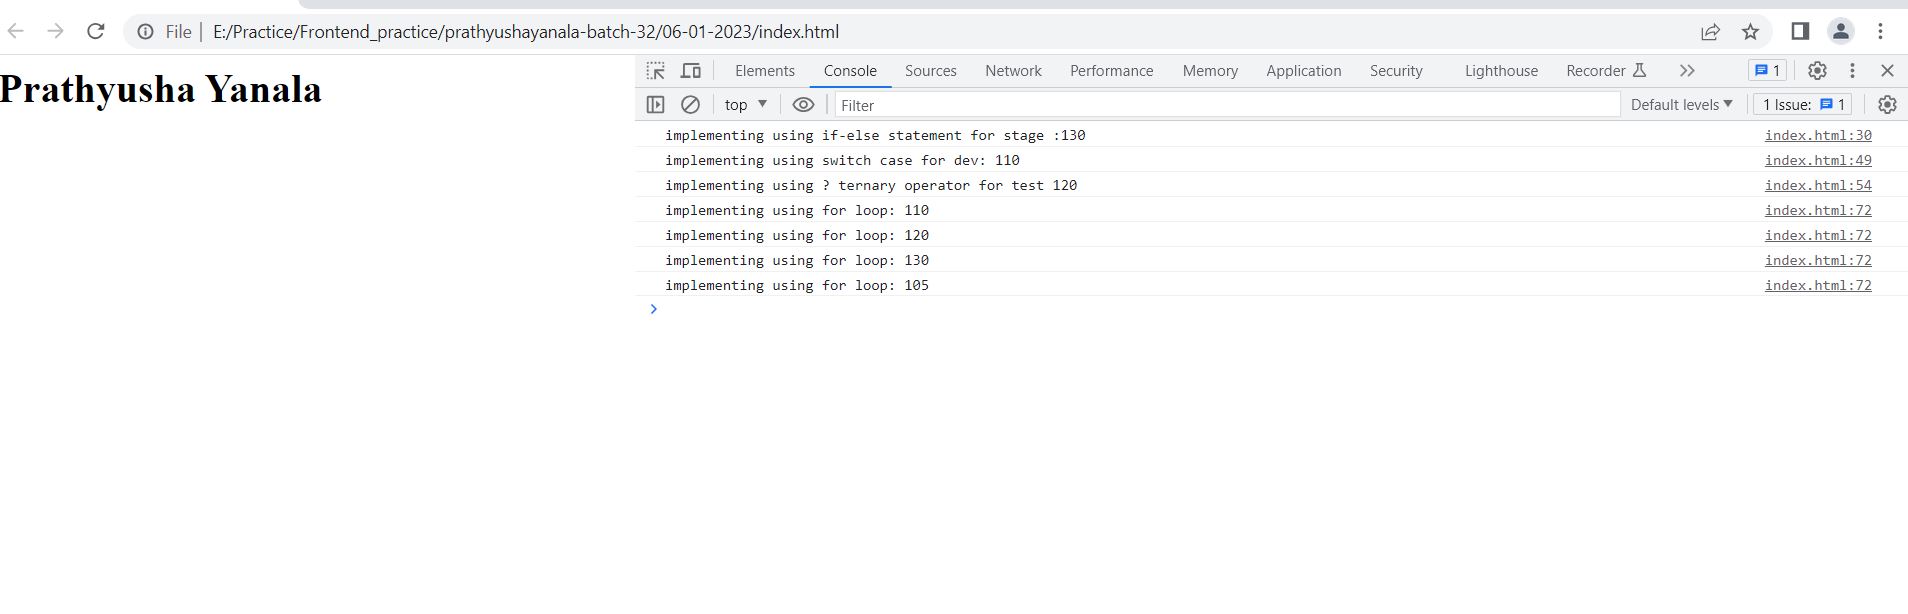 File | E:/Practice/Frontend_practice/prathyushayanala-batch-32/06-01-2023/index.html
Prathyusha Yanala
Elements Console Sources Network Performance Memory Application Security Lighthouse Recorder 1
top Filter Default levels 1 Issue: 1
implementing using if-else statement for stage :130 index.html:30
implementing using switch case for dev: 110 index.html:49
implementing using ? ternary operator for test 120 index.html:54
implementing using for loop: 110 index.html:72
implementing using for loop: 120 index.html:72
implementing using for loop: 130 index.html:72
implementing using for loop: 105 index.html:72